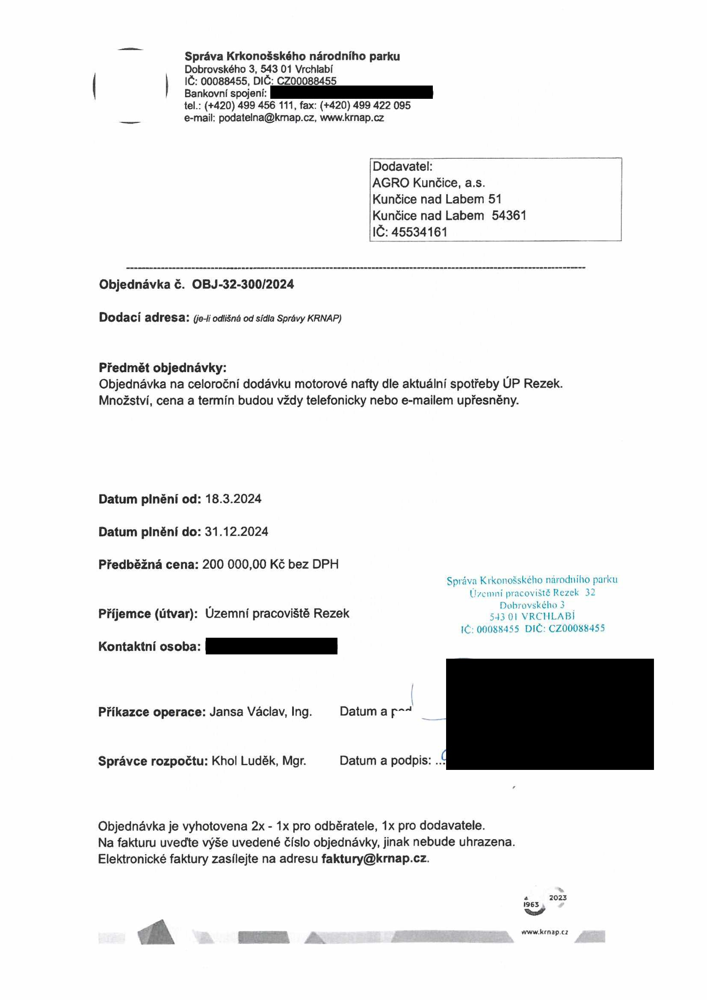 Správa Krkonošského národního parku
Dobrovského 3, 543 01 Vrchlabí
IČ: 00088455, DIČ: CZ00088455
Bankovní spojení:
tel.: (+420) 499 456 111, fax: (+420) 499 422 095
e-mail: podatelna@krnap.cz, www.krnap.cz
Dodavatel:
AGRO Kunčice, a.s.
Kunčice nad Labem 51
Kunčice nad Labem 54361
IČ: 45534161
Objednávka č. OBJ-32-300/2024
Dodací adresa: (je-li odlišná od sídla Správy KRNAP)
Předmět objednávky:
Objednávka na celoroční dodávku motorové nafty dle aktuální spotřeby ÚP Rezek.
Množství, cena a termín budou vždy telefonicky nebo e-mailem upřesněny.
Datum plnění od: 18.3.2024
Datum plnění do: 31.12.2024
Předběžná cena: 200 000,00 Kč bez DPH
Správa Krkonošského národního parku
Územní pracoviště Rezek 32
Dobrovského 3
543 01 VRCHLABÍ
IČ: 00088455 DIČ: CZ00088455
Příjemce (útvar): Územní pracoviště Rezek
Kontaktní osoba:
Příkazce operace: Jansa Václav, Ing. Datum a
Správce rozpočtu: Khol Luděk, Mgr. Datum a podpis: ...
Objednávka je vyhotovena 2x - 1x pro odběratele, 1x pro dodavatele.
Na fakturu uveďte výše uvedené číslo objednávky, jinak nebude uhrazena.
Elektronické faktury zasílejte na adresu faktury@krnap.cz.
2023
1963
www.krnap.cz